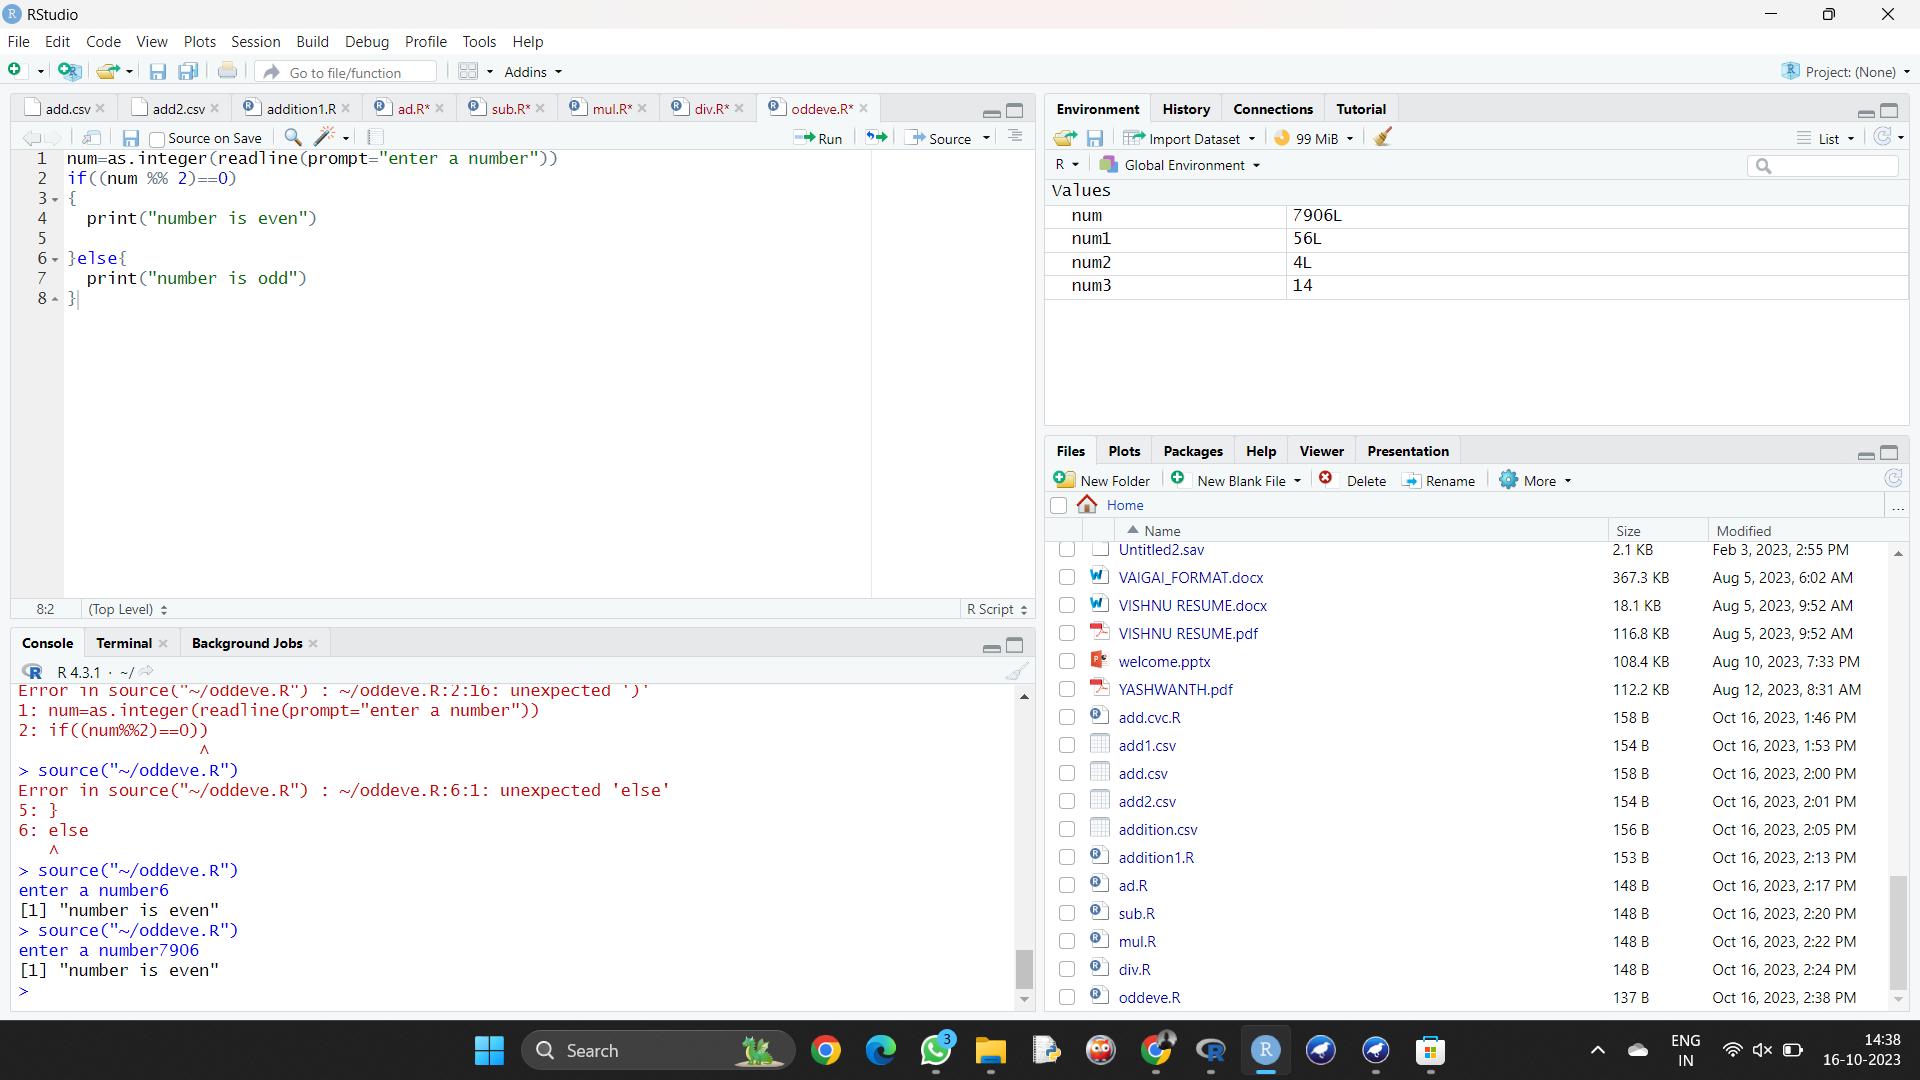 RStudio
File Edit Code View Plots Session Build Debug Profile Tools Help
Go to file/function Addins Project: (None)
add.csv add2.csv addition1.R ad.R* sub.R* mul.R* div.R* oddeve.R*
Source on Save Run Source
1 num=as.integer(readline(prompt="enter a number"))
2 if((num %% 2)==0)
3 {
4 print("number is even")
5
6 }else{
7 print("number is odd")
8 }
8:2 (Top Level) R Script
Console Terminal Background Jobs
R 4.3.1 · ~/
Error in source("~/oddeve.R") : ~/oddeve.R:2:16: unexpected ')'
1: num=as.integer(readline(prompt="enter a number"))
2: if((num%%2)==0))
^
> source("~/oddeve.R")
Error in source("~/oddeve.R") : ~/oddeve.R:6:1: unexpected 'else'
5: }
6: else
^
> source("~/oddeve.R")
enter a number6
[1] "number is even"
> source("~/oddeve.R")
enter a number7906
[1] "number is even"
>
Environment History Connections Tutorial
Import Dataset 99 MiB List
R Global Environment
Values
num 7906L
num1 56L
num2 4L
num3 14
Files Plots Packages Help Viewer Presentation
New Folder New Blank File Delete Rename More
Home ...
Name Size Modified
Untitled2.sav 2.1 KB Feb 3, 2023, 2:55 PM
VAIGAI_FORMAT.docx 367.3 KB Aug 5, 2023, 6:02 AM
VISHNU RESUME.docx 18.1 KB Aug 5, 2023, 9:52 AM
VISHNU RESUME.pdf 116.8 KB Aug 5, 2023, 9:52 AM
welcome.pptx 108.4 KB Aug 10, 2023, 7:33 PM
YASHWANTH.pdf 112.2 KB Aug 12, 2023, 8:31 AM
add.cvc.R 158 B Oct 16, 2023, 1:46 PM
add1.csv 154 B Oct 16, 2023, 1:53 PM
add.csv 158 B Oct 16, 2023, 2:00 PM
add2.csv 154 B Oct 16, 2023, 2:01 PM
addition.csv 156 B Oct 16, 2023, 2:05 PM
addition1.R 153 B Oct 16, 2023, 2:13 PM
ad.R 148 B Oct 16, 2023, 2:17 PM
sub.R 148 B Oct 16, 2023, 2:20 PM
mul.R 148 B Oct 16, 2023, 2:22 PM
div.R 148 B Oct 16, 2023, 2:24 PM
oddeve.R 137 B Oct 16, 2023, 2:38 PM
Search 3 ENG 14:38
IN 16-10-2023